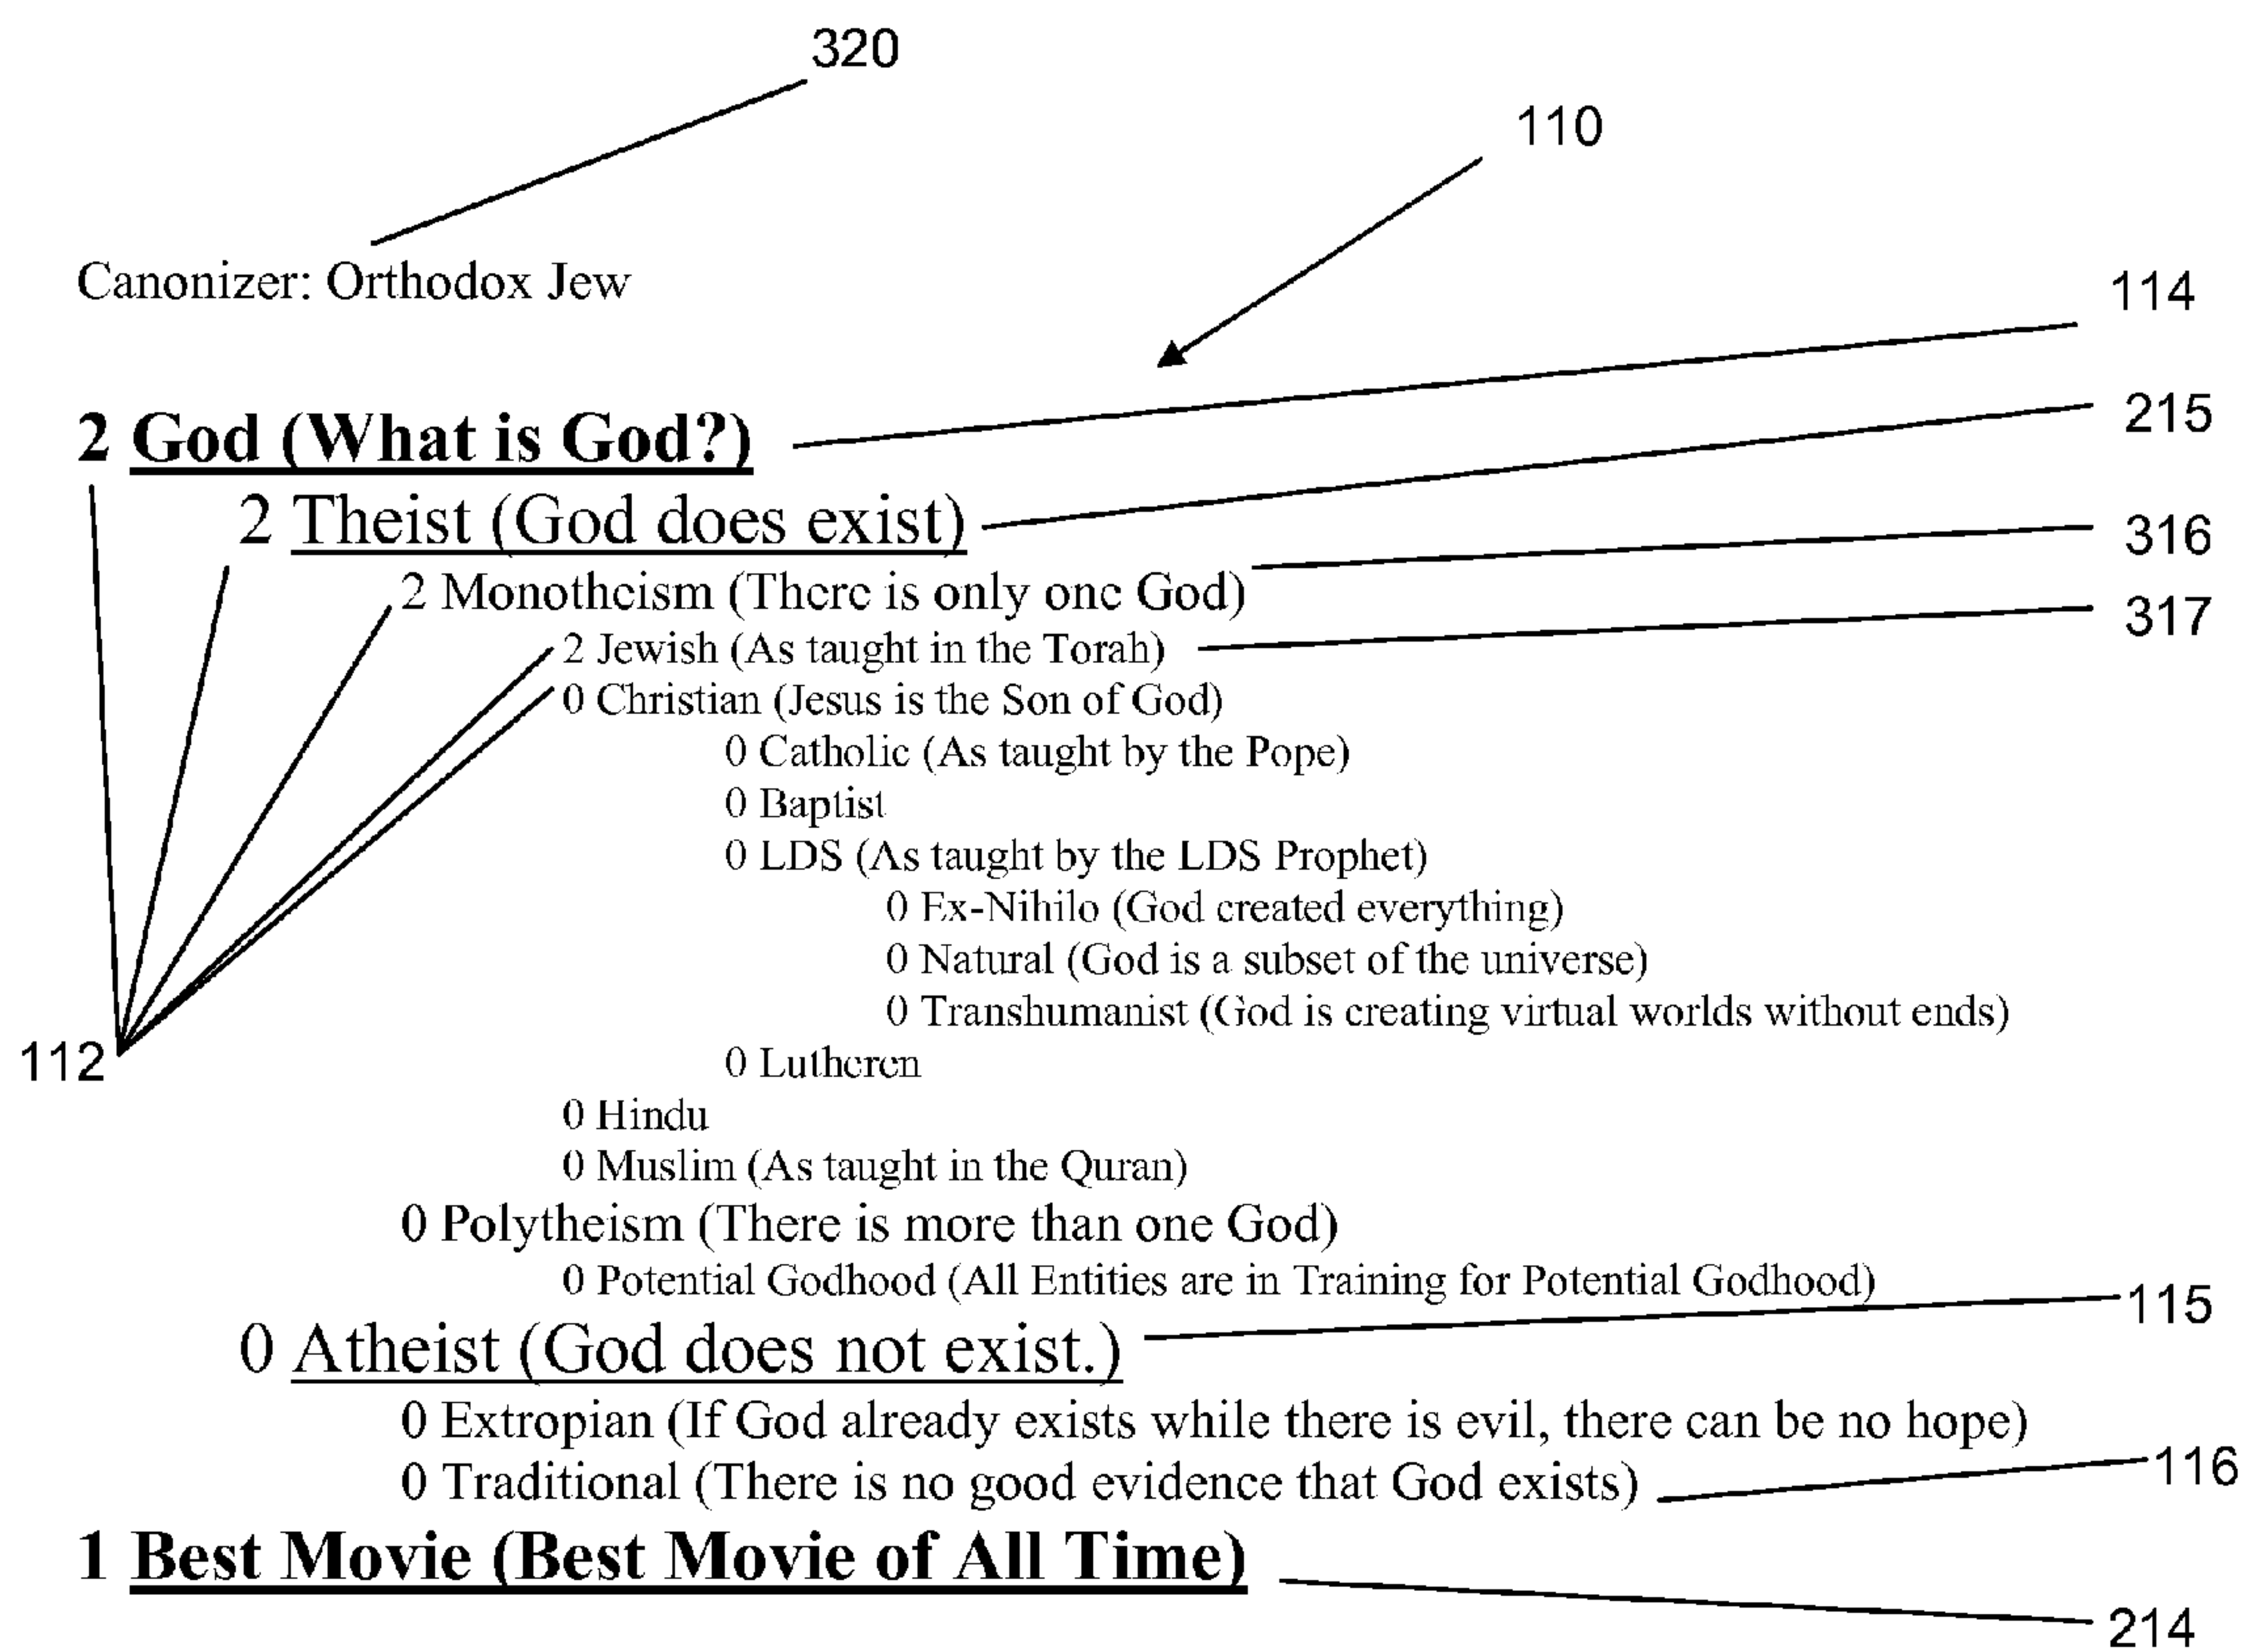 320
110
Canonizer: Orthodox Jew
114
2 God (What is God?)
215
2 Theist (God does exist)
316
2 Monotheism (There is only one God)
317
2 Jewish (As taught in the Torah)
0 Christian (Jesus is the Son of God)
0 Catholic (As taught by the Pope)
0 Baptist
0 LDS (As taught by the LDS Prophet)
0 Ex-Nihilo (God created everything)
0 Natural (God is a subset of the universe)
0 Transhumanist (God is creating virtual worlds without ends)
112
0 Lutheren
0 Hindu
0 Muslim (As taught in the Quran)
0 Polytheism (There is more than one God)
0 Potential Godhood (All Entities are in Training for Potential Godhood)
115
0 Atheist (God does not exist.)
0 Extropian (If God already exists while there is evil, there can be no hope)
116
0 Traditional (There is no good evidence that God exists)
1 Best Movie (Best Movie of All Time)
214